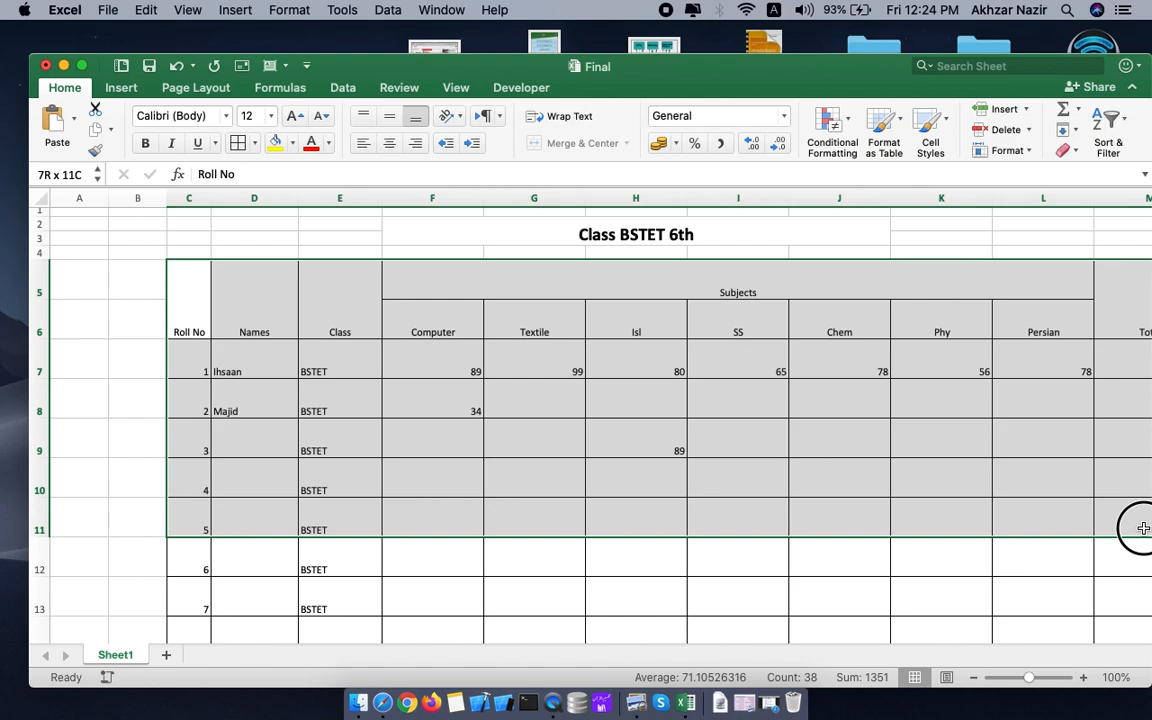 Excel File Edit View Insert Format Tools Data Window Help A 93% Fri 12:24 PM Akhzar Nazir
Final
Search Sheet
Home Insert Page Layout Formulas Data Review View Developer Share
Paste Calibri (Body) 12 A A Wrap Text General Insert
B I U A Merge & Center % Conditional Formatting Format as Table Cell Styles Delete Format Sort & Filter
7R x 11C fx Roll No
A B C D E F G H I J K L M
1
2
3 Class BSTET 6th
4
5 Subjects
6 Roll No Names Class Computer Textile Isl SS Chem Phy Persian
7 1 Ihsaan BSTET 89 99 80 65 78 56 78
8 2 Majid BSTET 34
9 3 BSTET 89
10 4 BSTET
11 5 BSTET
12 6 BSTET
13 7 BSTET
Sheet1
Ready Average: 71.10526316 Count: 38 Sum: 1351 100%